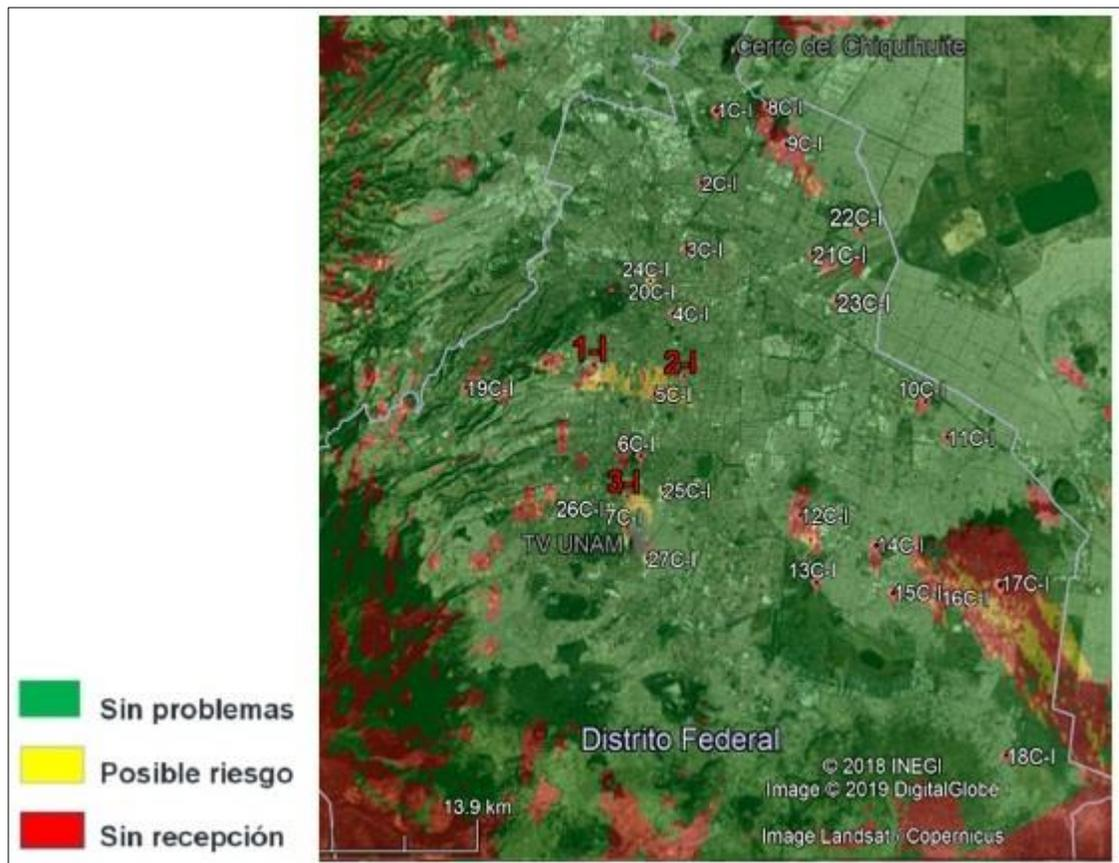 Cerro del Chiquihuite
1C-I
8C-I
9C-I
2C-I
22C-I
3C-I
21C-I
24C-I
20C-I
23C-I
4C-I
1-I
2-I
19C-I
5C-I
10C-I
11C-I
6C-I
3-I
25C-I
26C-I
7C-I
12C-I
TV UNAM
14C-I
27C-I
13C-I
15C-I
16C-I
17C-I
Sin problemas
Distrito Federal
18C-I
Posible riesgo
© 2018 INEGI
Image © 2019 DigitalGlobe
13.9 km
Sin recepción
Image Landsat / Copernicus